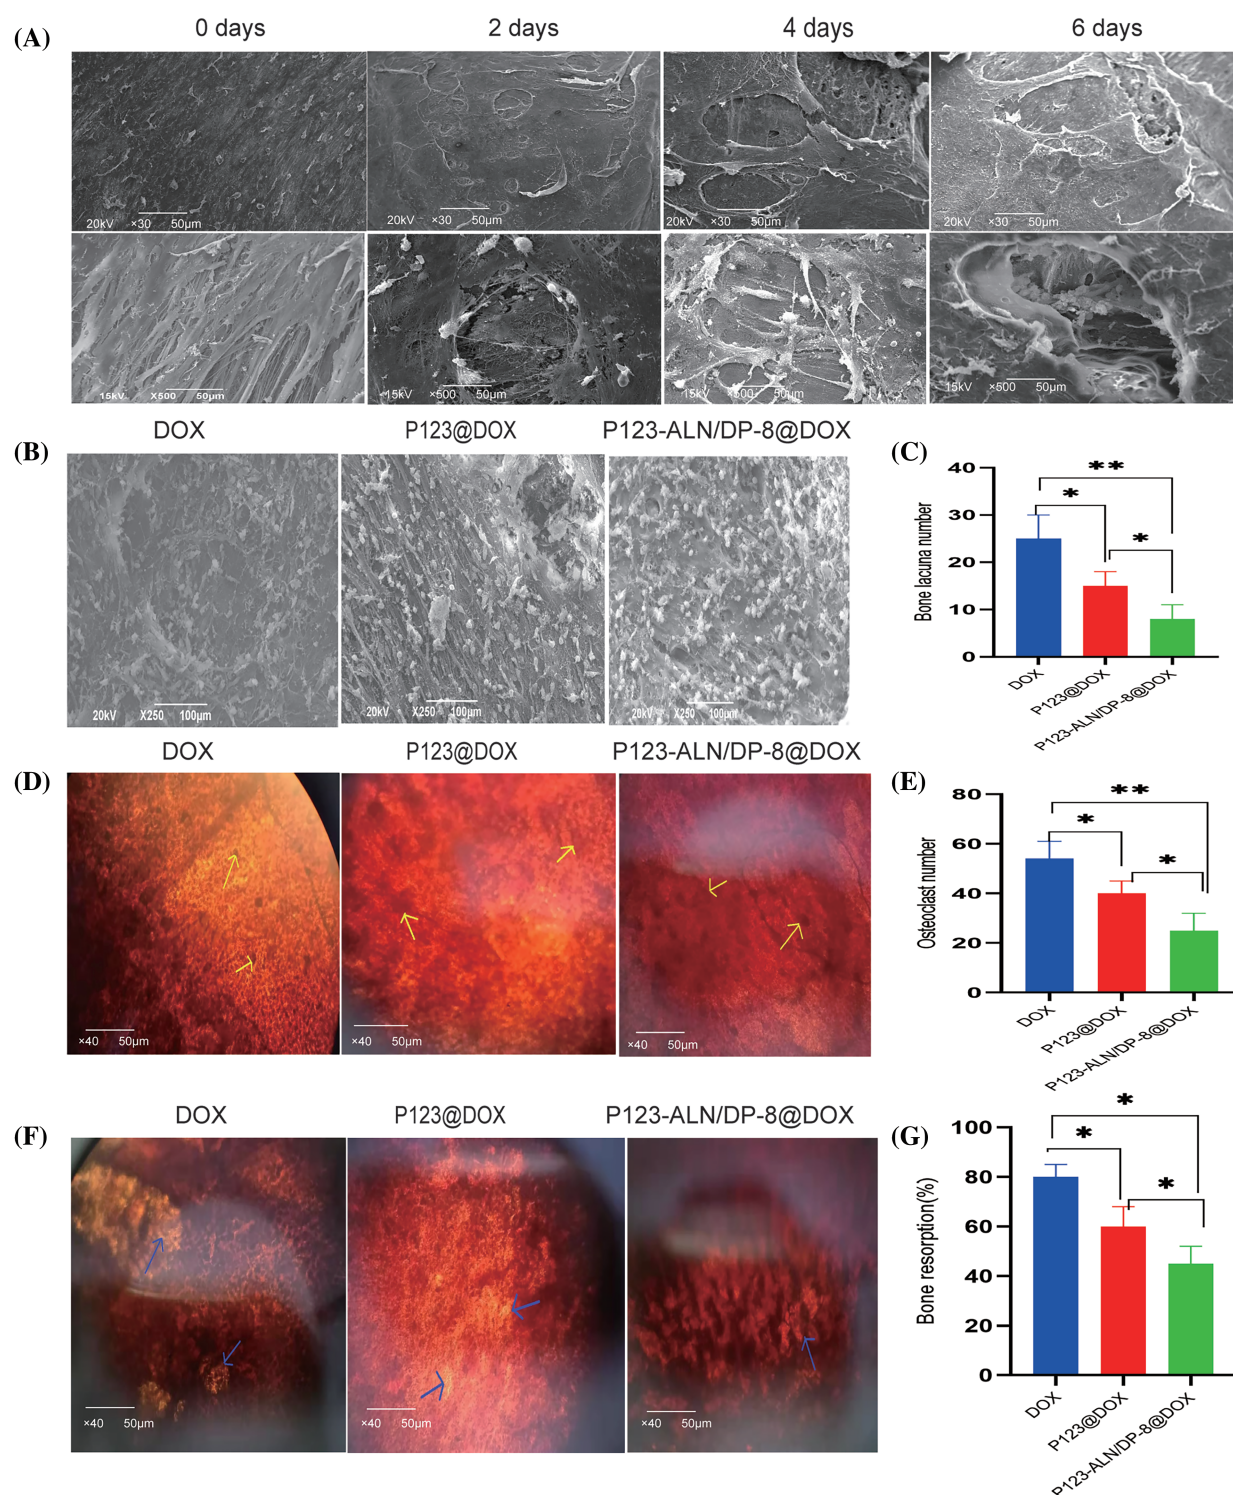 (A)
0 days
2 days
4 days
6 days
20kV ×30 50μm
20kV ×30 50μm
20kV ×30 50μm
20kV ×30 50μm
15kV X500 50μm
15kV ×500 50μm
15kV ×500 50μm
15kV ×500 50μm
(B)
DOX
P123@DOX
P123-ALN/DP-8@DOX
20kV X250 100μm
20kV X250 100μm
20kV X250 100μm
(C)
Bone lacuna number
40
30
20
10
0
**
*
*
DOX
P123@DOX
P123-ALN/DP-8@DOX
(D)
DOX
P123@DOX
P123-ALN/DP-8@DOX
×40 50μm
×40 50μm
×40 50μm
(E)
Osteoclast number
80
60
40
20
0
**
*
*
DOX
P123@DOX
P123-ALN/DP-8@DOX
(F)
DOX
P123@DOX
P123-ALN/DP-8@DOX
×40 50μm
×40 50μm
×40 50μm
(G)
Bone resorption(%)
100
80
60
40
20
0
*
*
*
DOX
P123@DOX
P123-ALN/DP-8@DOX